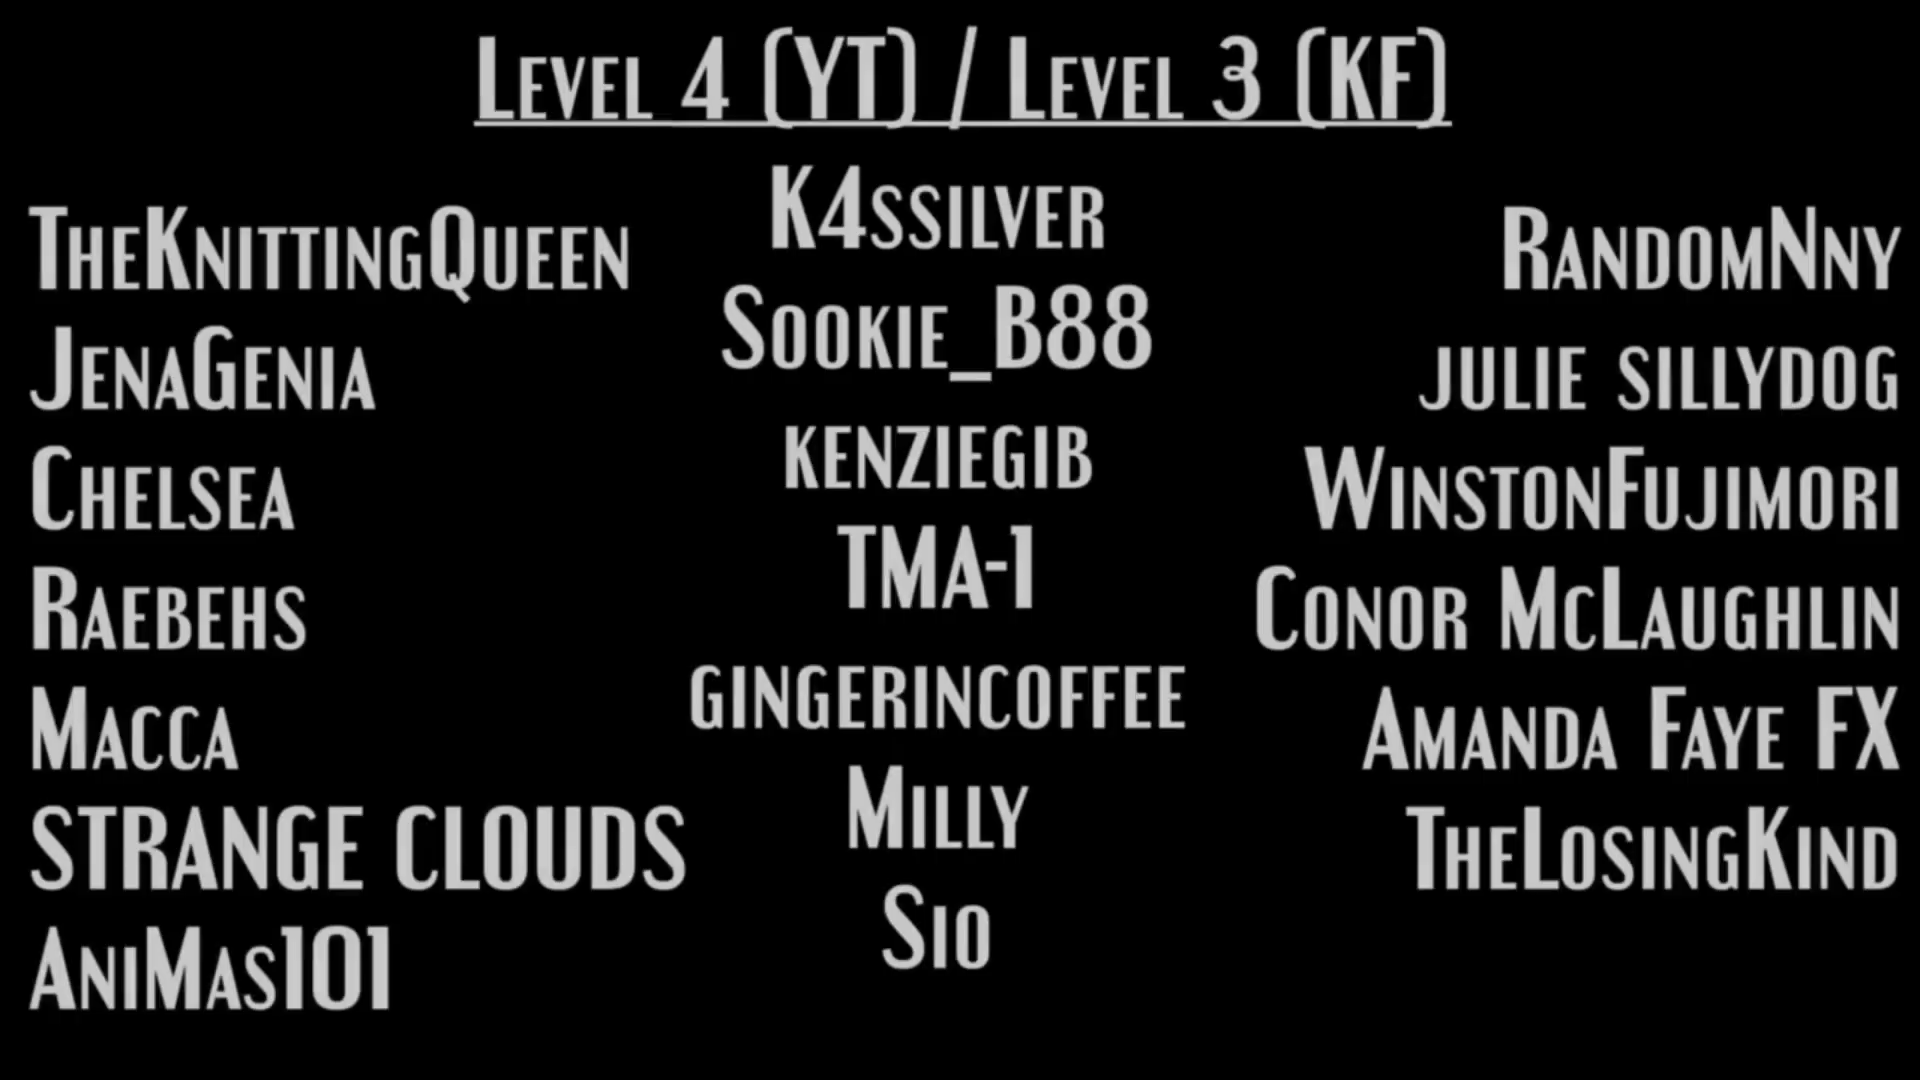 Level 4 (YT) / Level 3 (KF)
TheKnittingQueen
JenaGenia
Chelsea
Raebehs
Macca
STRANGE CLOUDS
AniMas101
K4ssilver
Sookie_B88
kenziegib
TMA-1
gingerincoffee
Milly
Sio
RandomNny
julie sillydog
WinstonFujimori
Conor McLaughlin
Amanda Faye FX
TheLosingKind